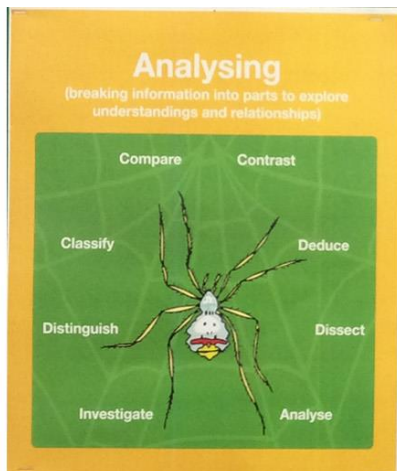 Analysing
(breaking information into parts to explore
understandings and relationships)
Compare
Contrast
Classify
Deduce
Distinguish
Dissect
Investigate
Analyse